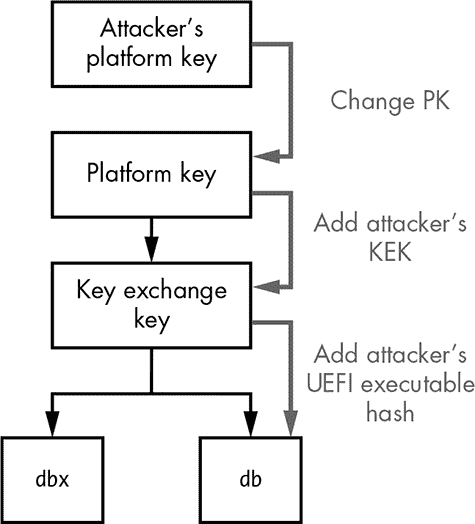 Attacker's
platform key
Change PK
Platform key
Add attacker's
KEK
Key exchange
key
Add attacker's
UEFI executable
hash
dbx
db